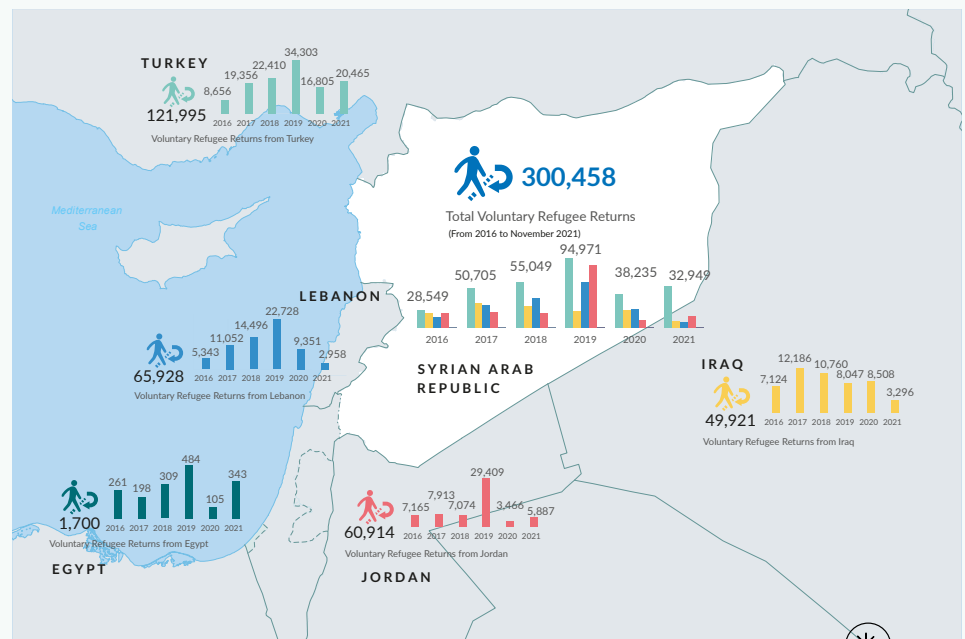 TURKEY
8,656
19,356
22,410
34,303
16,805
20,465
121,995
2016 2017 2018 2019 2020 2021
Voluntary Refugee Returns from Turkey
Mediterranean
Sea
300,458
Total Voluntary Refugee Returns
(From 2016 to November 2021)
28,549
50,705
55,049
94,971
38,235
32,949
2016 2017 2018 2019 2020 2021
SYRIAN ARAB
REPUBLIC
LEBANON
5,343
11,052
14,496
22,728
9,351
2,958
65,928
2016 2017 2018 2019 2020 2021
Voluntary Refugee Returns from Lebanon
IRAQ
7,124
12,186
10,760
8,047
8,508
3,296
49,921
2016 2017 2018 2019 2020 2021
Voluntary Refugee Returns from Iraq
261
198
309
484
105
343
1,700
2016 2017 2018 2019 2020 2021
Voluntary Refugee Returns from Egypt
EGYPT
7,165
7,913
7,074
29,409
3,466
5,887
60,914
2016 2017 2018 2019 2020 2021
Voluntary Refugee Returns from Jordan
JORDAN